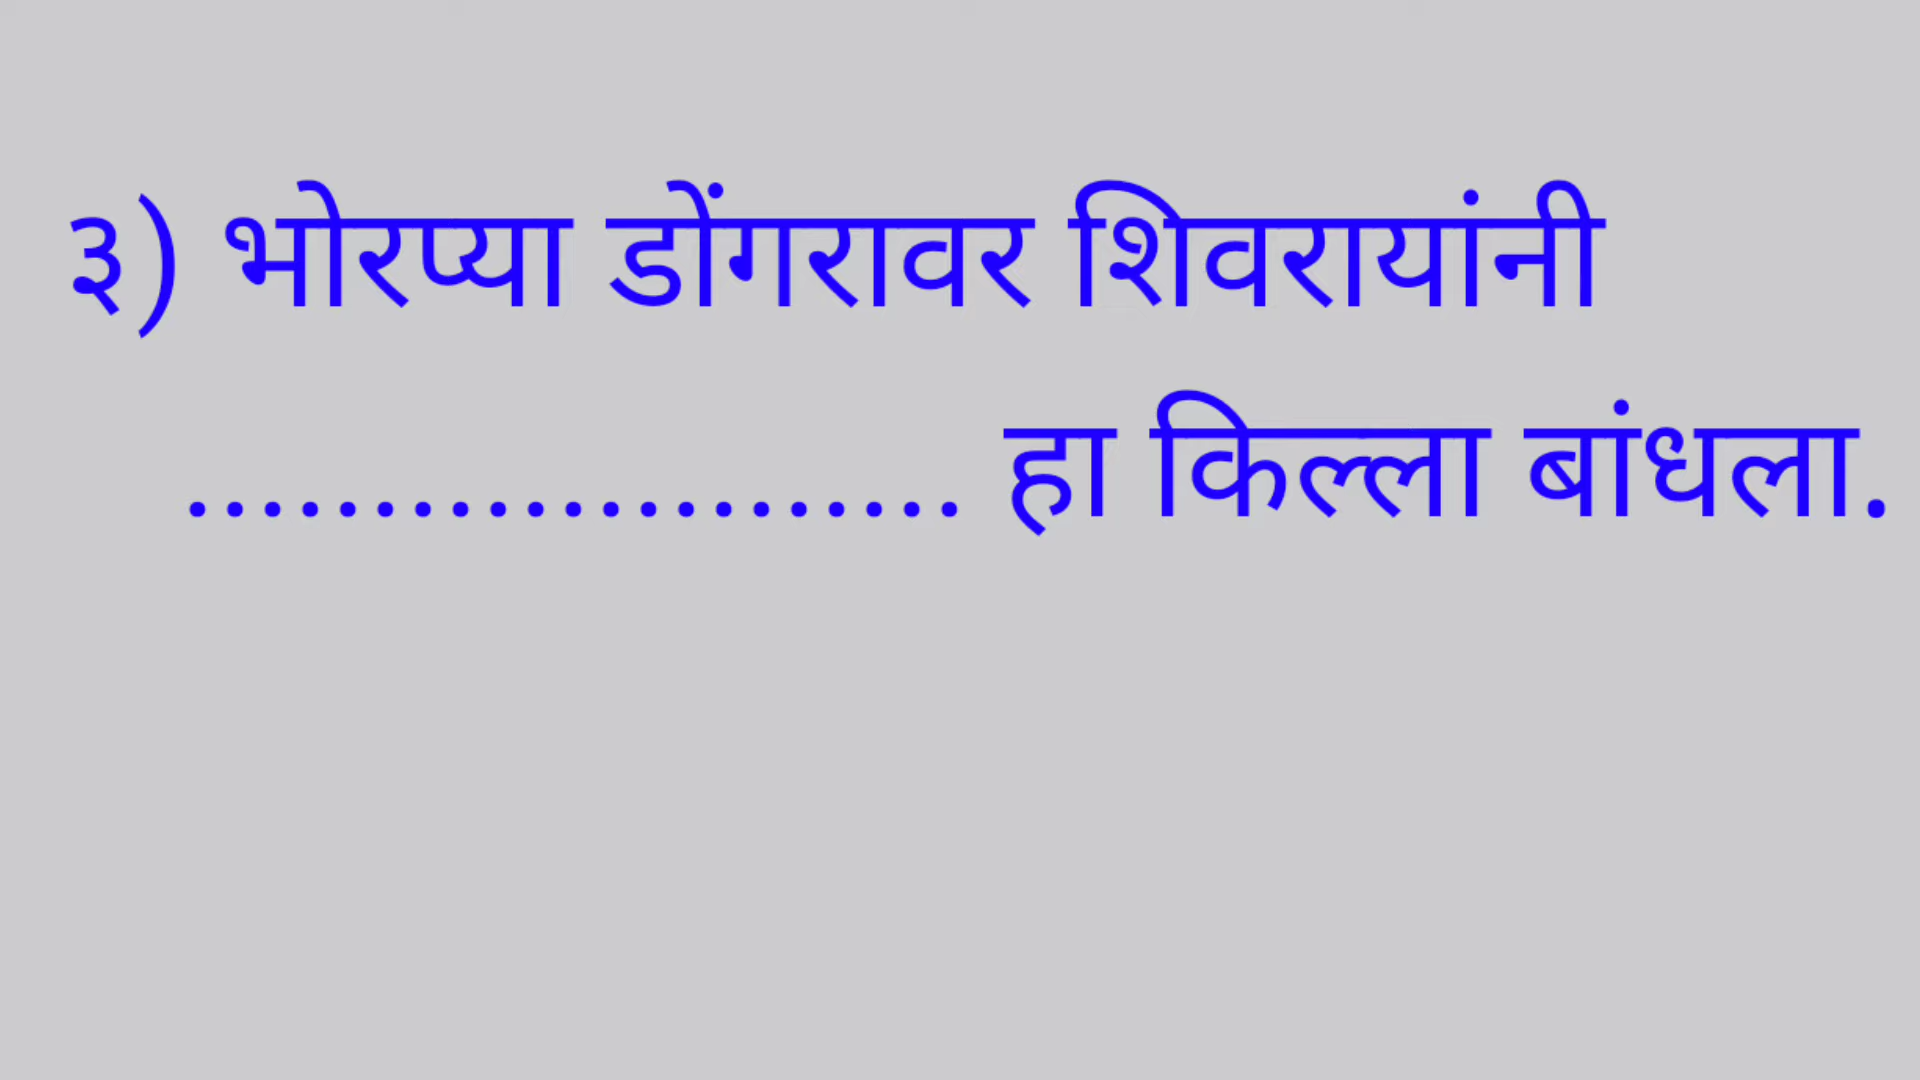 ३) भोरप्या डोंगरावर शिवरायांनी
..................... हा किल्ला बांधला.